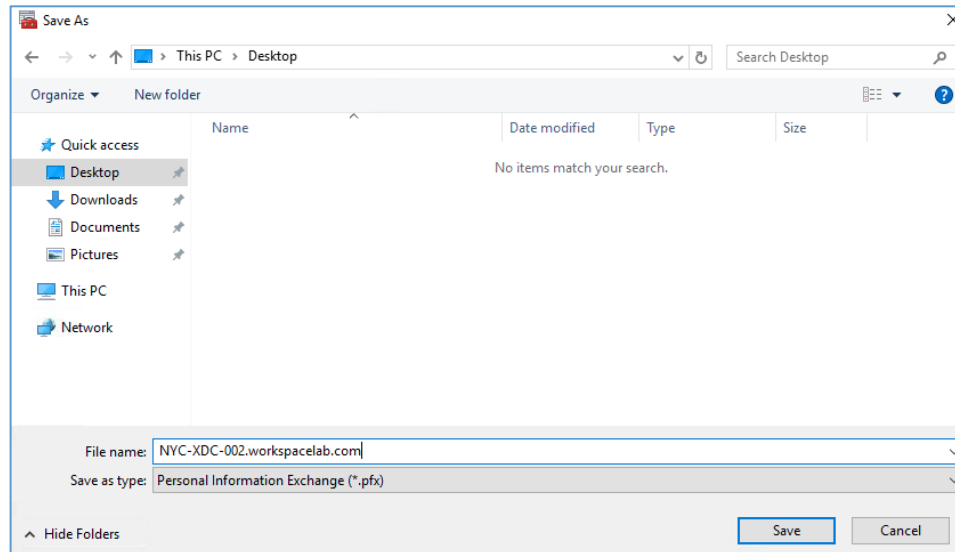 Save As
This PC > Desktop
Search Desktop
Organize
New folder
Name
Date modified
Type
Size
No items match your search.
Quick access
Desktop
Downloads
Documents
Pictures
This PC
Network
File name: NYC-XDC-002.workspacelab.com
Save as type: Personal Information Exchange (*.pfx)
Hide Folders
Save
Cancel